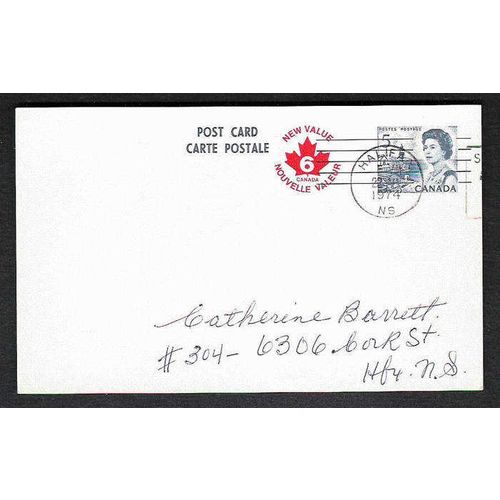 POST CARD
CARTE POSTALE
NEW VALUE
6
CANADA
NOUVELLE VALEUR
POSTES POSTAGE
5
CANADA
HALIFA
1974
NS
S
Catherine Barrett.
#304- 6306 Cork St.
Hfx. N.S.